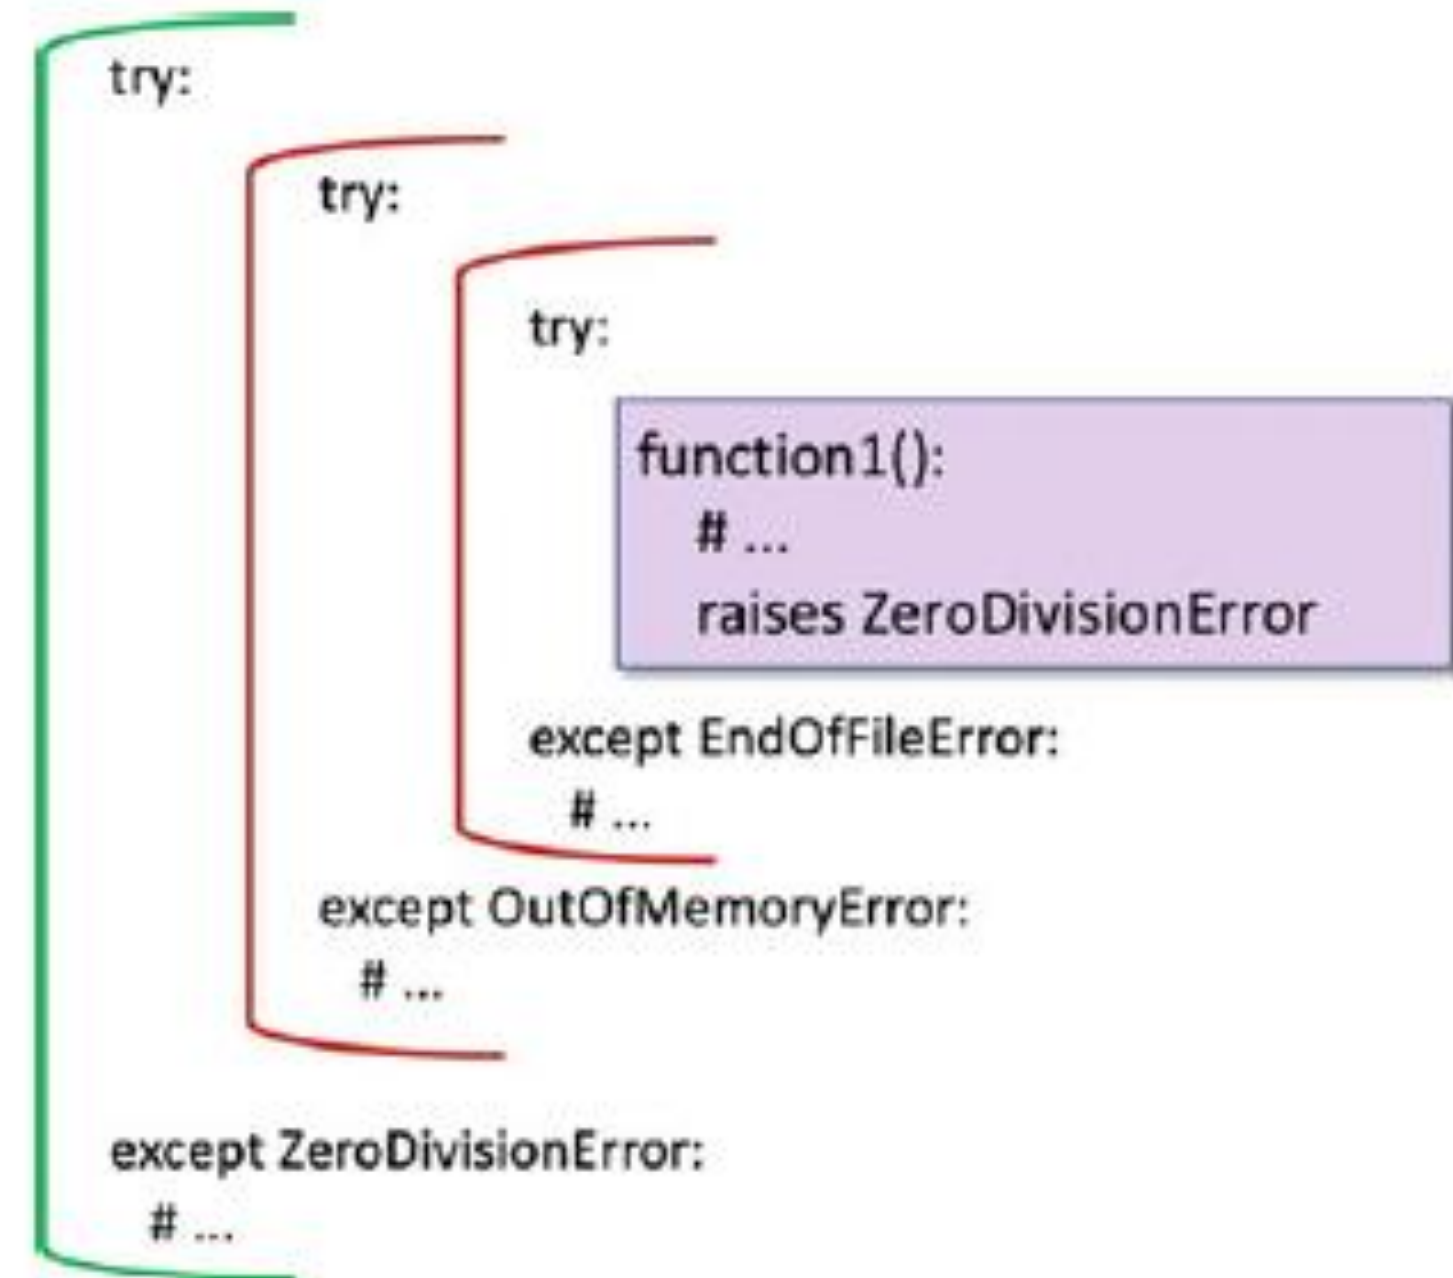 try:
try:
try:
function1():
# ...
raises ZeroDivisionError
except EndOfFileError:
# ...
except OutOfMemoryError:
# ...
except ZeroDivisionError:
# ...